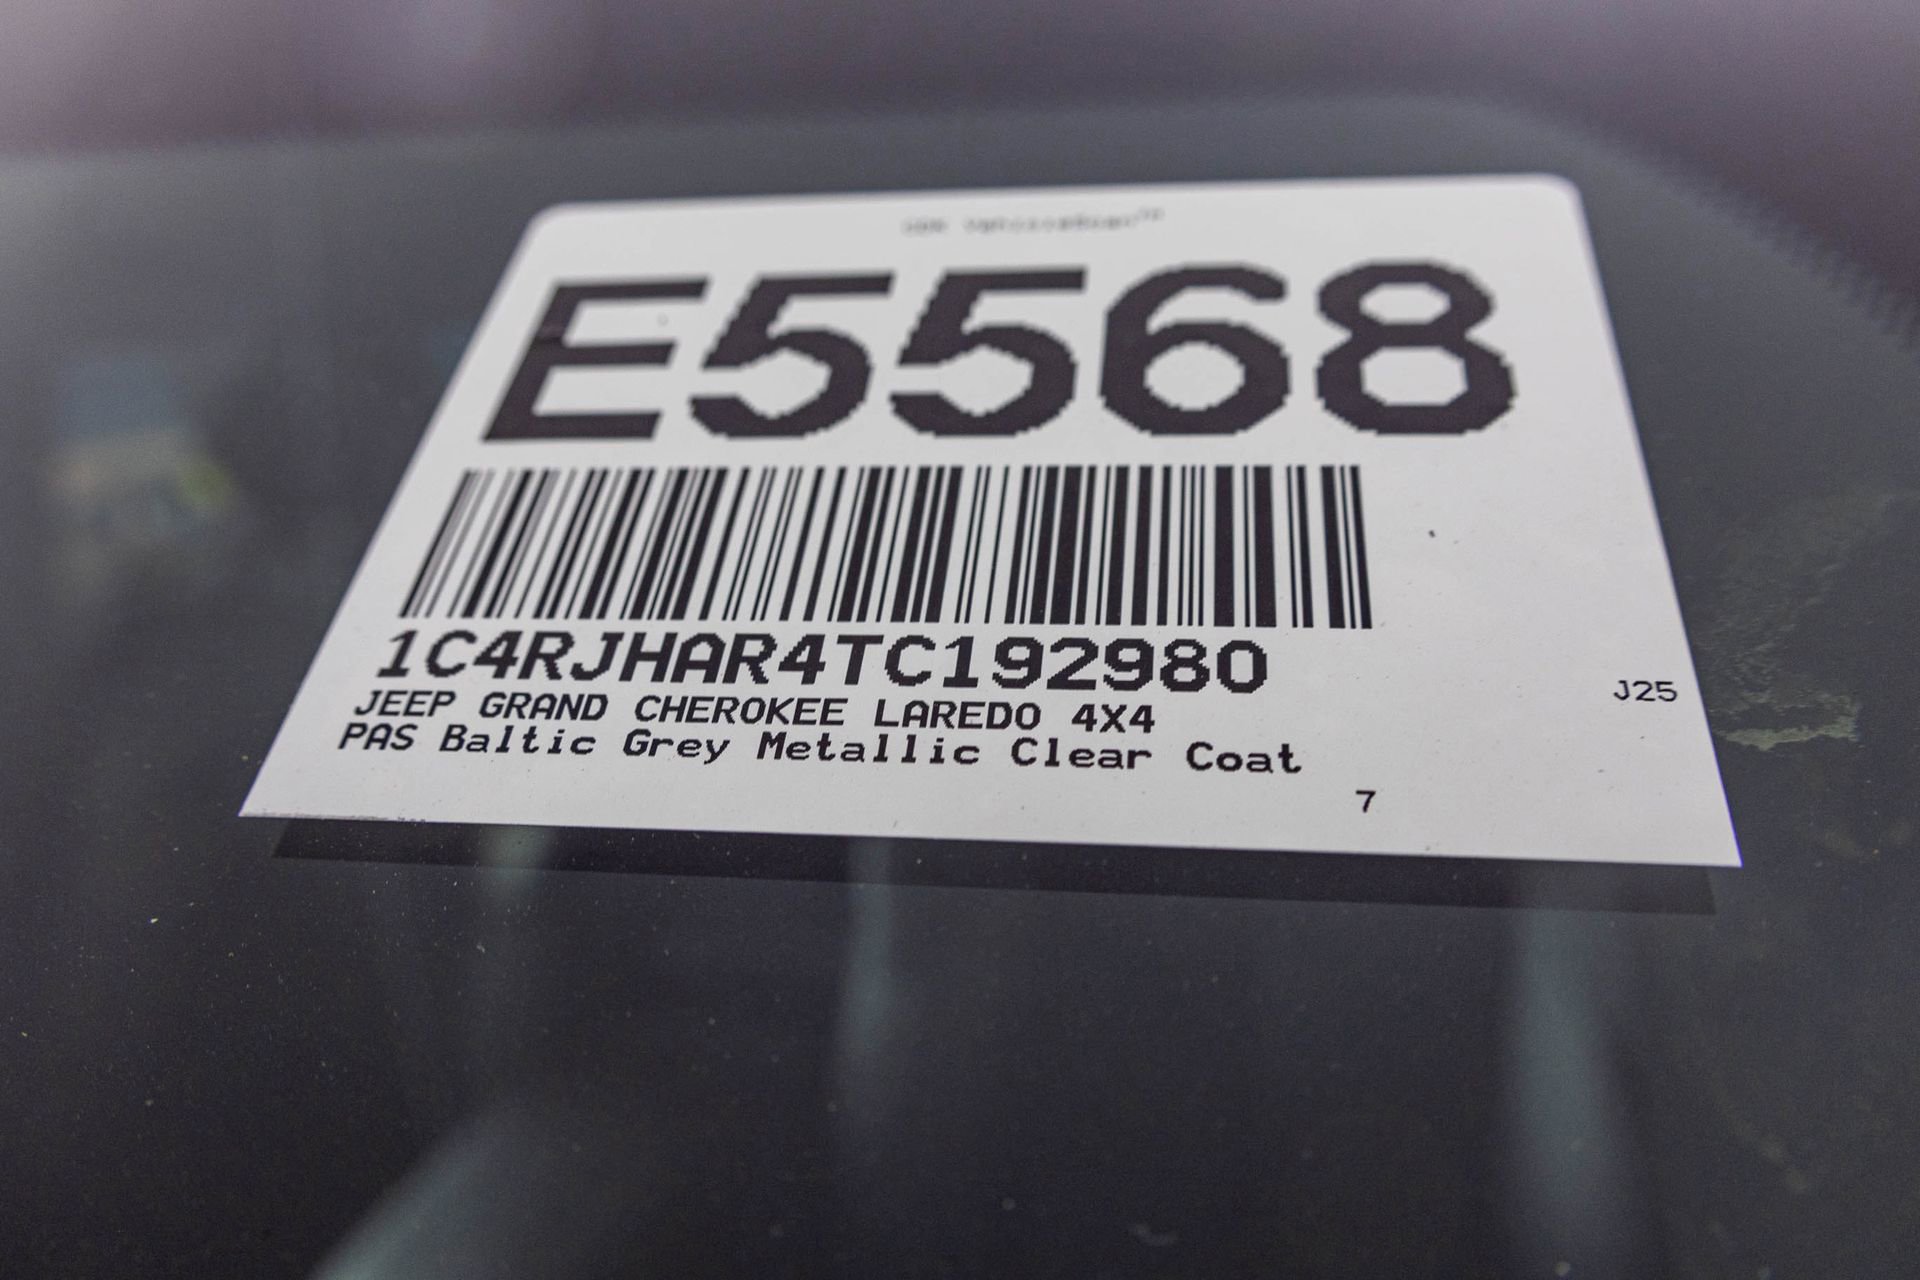 E5568
1C4RJHAR4TC192980
JEEP GRAND CHEROKEE LAREDO 4X4
J25
PAS Baltic Grey Metallic Clear Coat
7